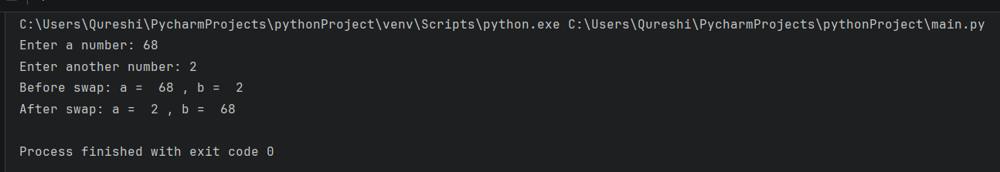 C:\Users\Qureshi\PycharmProjects\pythonProject\venv\Scripts\python.exe C:\Users\Qureshi\PycharmProjects\pythonProject\main.py
Enter a number: 68
Enter another number: 2
Before swap: a =  68 , b =  2
After swap: a =  2 , b =  68
Process finished with exit code 0